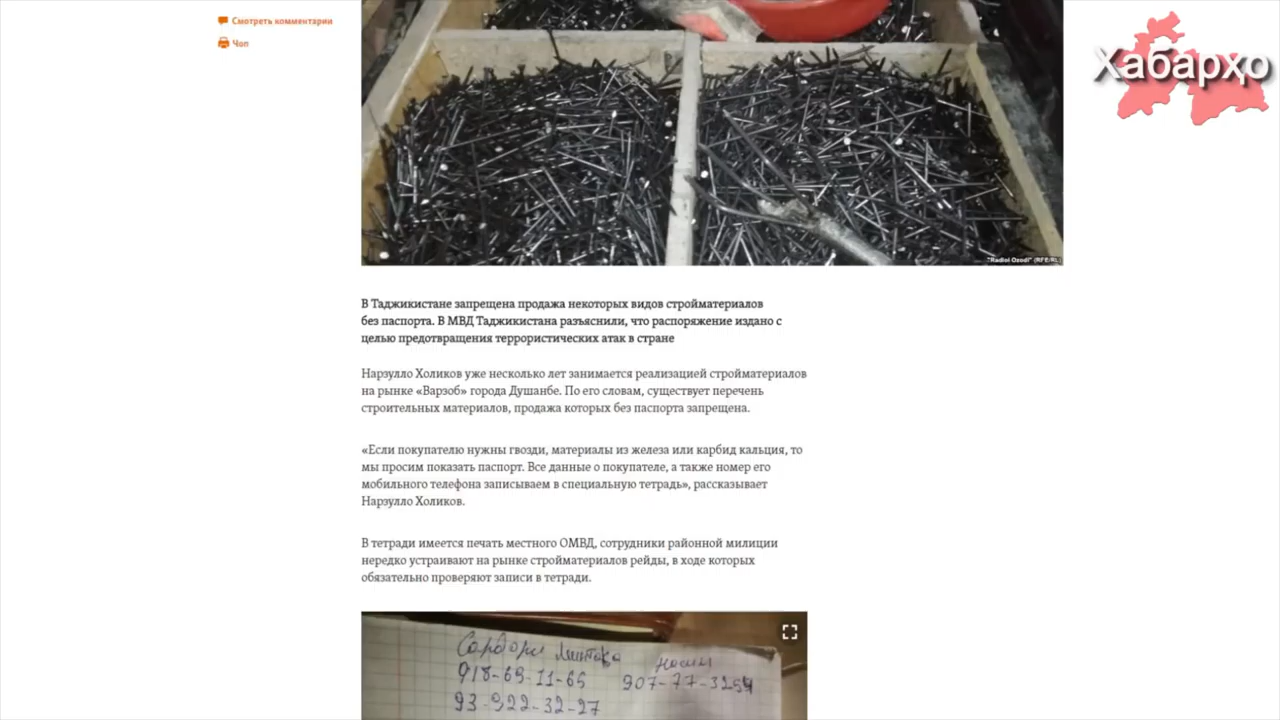 Смотреть комментарии
Чоп
Хабарҳо
"Radioi Ozodi" (RFE/RL)
В Таджикистане запрещена продажа некоторых видов стройматериалов
без паспорта. В МВД Таджикистана разъяснили, что распоряжение издано с
целью предотвращения террористических атак в стране
Нарзулло Холиков уже несколько лет занимается реализацией стройматериалов
на рынке «Варзоб» города Душанбе. По его словам, существует перечень
строительных материалов, продажа которых без паспорта запрещена.
«Если покупателю нужны гвозди, материалы из железа или карбид кальция, то
мы просим показать паспорт. Все данные о покупателе, а также номер его
мобильного телефона записываем в специальную тетрадь», рассказывает
Нарзулло Холиков.
В тетради имеется печать местного ОМВД, сотрудники районной милиции
нередко устраивают на рынке стройматериалов рейды, в ходе которых
обязательно проверяют записи в тетради.
Сардори
918-69-11-65
93-922-32-27